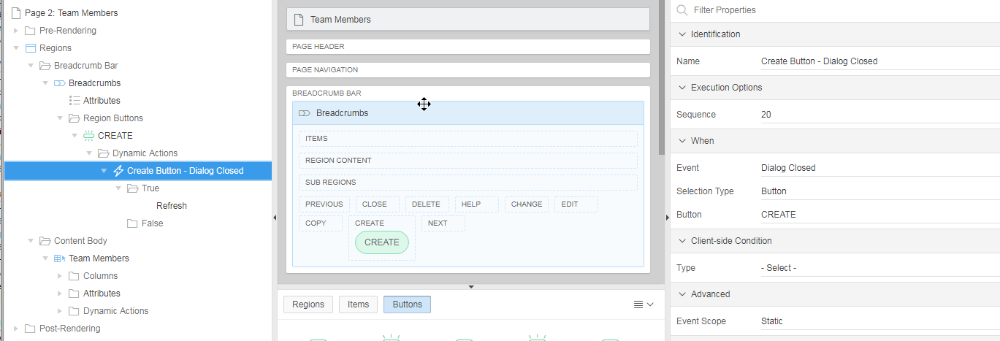 Page 2: Team Members
Pre-Rendering
Regions
Breadcrumb Bar
Breadcrumbs
Attributes
Region Buttons
CREATE
Dynamic Actions
Create Button - Dialog Closed
True
Refresh
False
Content Body
Team Members
Columns
Attributes
Dynamic Actions
Post-Rendering
Team Members
PAGE HEADER
PAGE NAVIGATION
BREADCRUMB BAR
Breadcrumbs
ITEMS
REGION CONTENT
SUB REGIONS
PREVIOUS CLOSE DELETE HELP CHANGE EDIT
COPY CREATE NEXT
CREATE
Regions Items Buttons
Filter Properties
Identification
Name Create Button - Dialog Closed
Execution Options
Sequence 20
When
Event Dialog Closed
Selection Type Button
Button CREATE
Client-side Condition
Type - Select -
Advanced
Event Scope Static